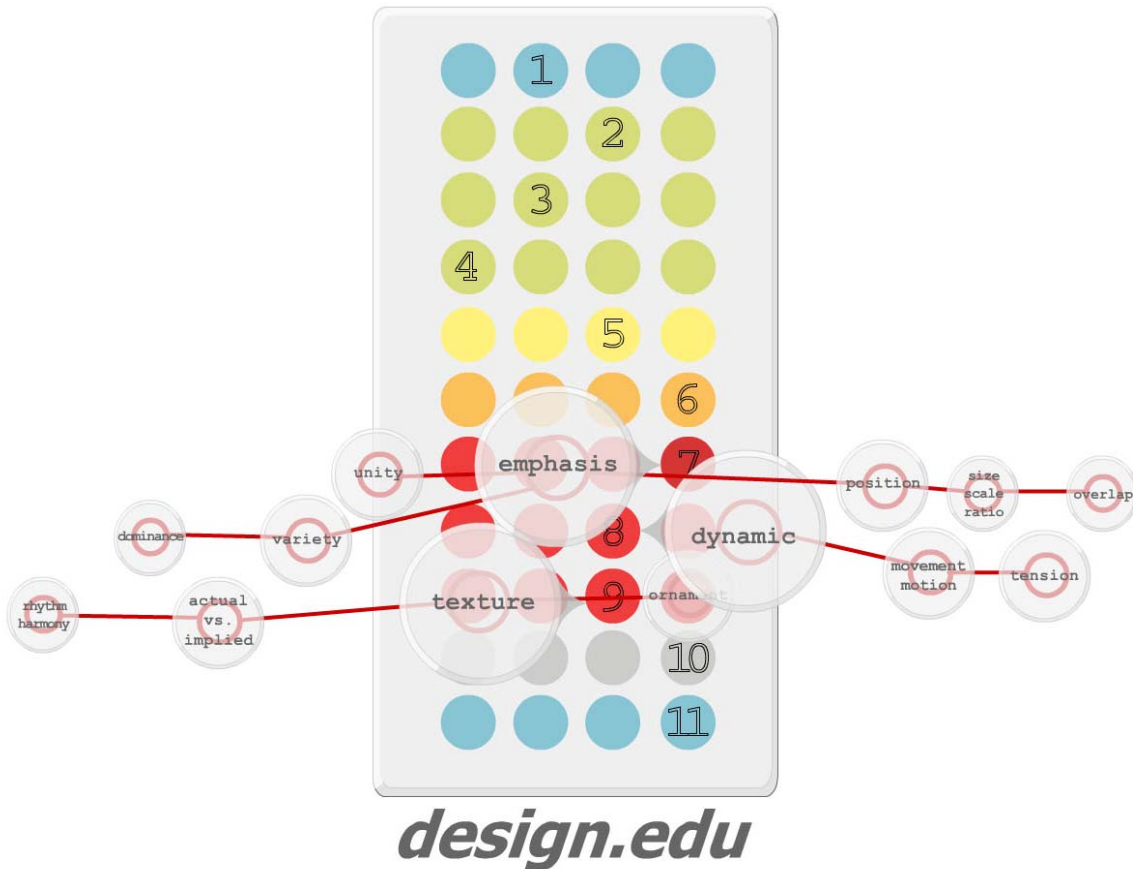 1
2
3
4
5
6
7
emphasis
unity
position
size
scale
ratio
overlap
dominance
variety
8
dynamic
movement
motion
tension
rhythm
harmony
actual
vs.
implied
texture
9
ornament
10
11
design.edu